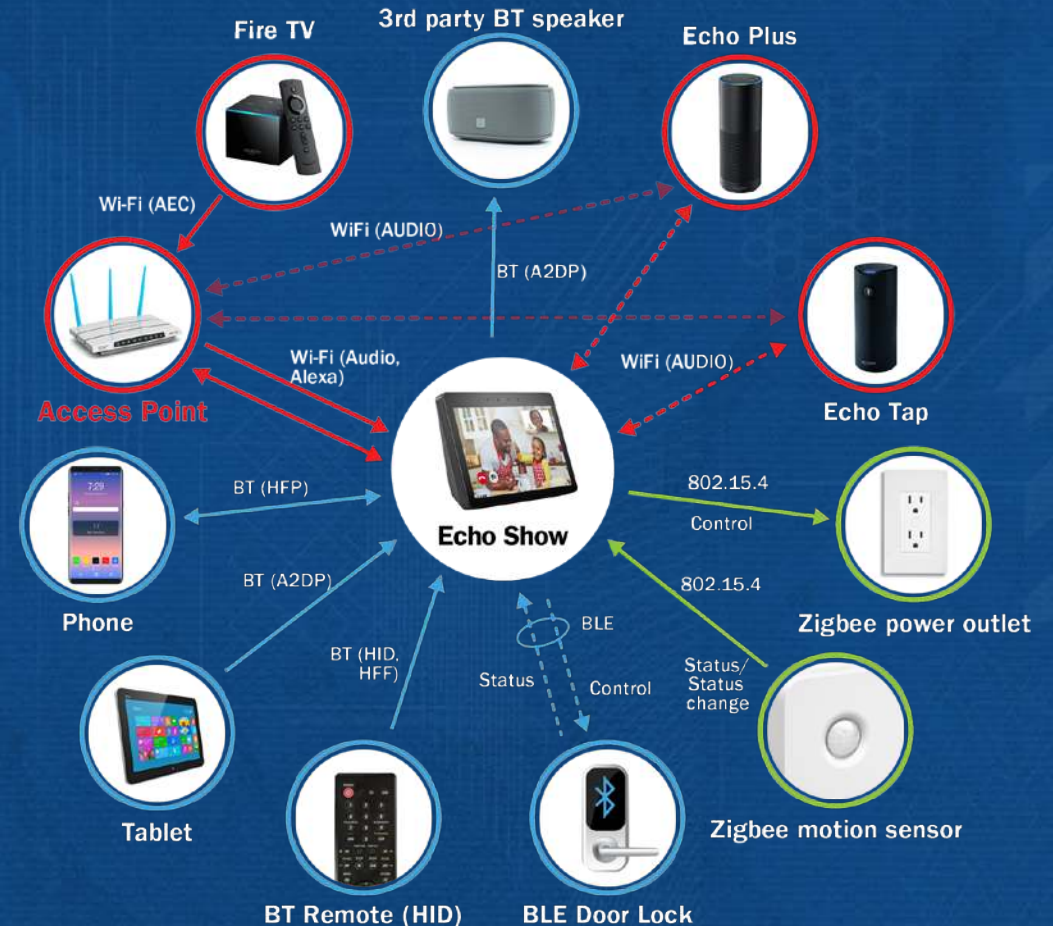 Fire TV
3rd party BT speaker
Echo Plus
Wi-Fi (AEC)
WiFi (AUDIO)
BT (A2DP)
Wi-Fi (Audio,
Alexa)
WiFi (AUDIO)
Access Point
Echo Tap
7:29
BT (HFP)
Echo Show
802.15.4
Control
BT (A2DP)
802.15.4
Phone
Zigbee power outlet
BT (HID,
HFF)
BLE
Status
Control
Status/
Status
change
Tablet
Zigbee motion sensor
BT Remote (HID)
BLE Door Lock